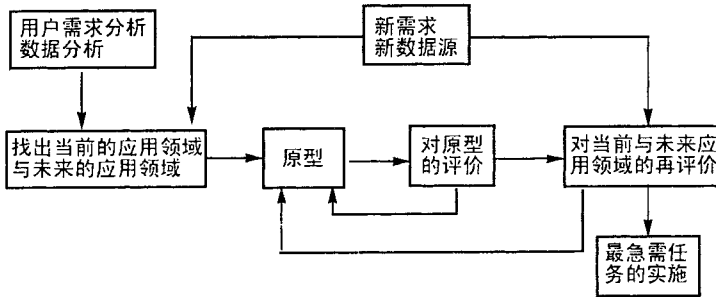 用户需求分析
数据分析
新需求
新数据源
找出当前的应用领域
与未来的应用领域
原型
对原型
的评价
对当前与未来应
用领域的再评价
最急需任
务的实施